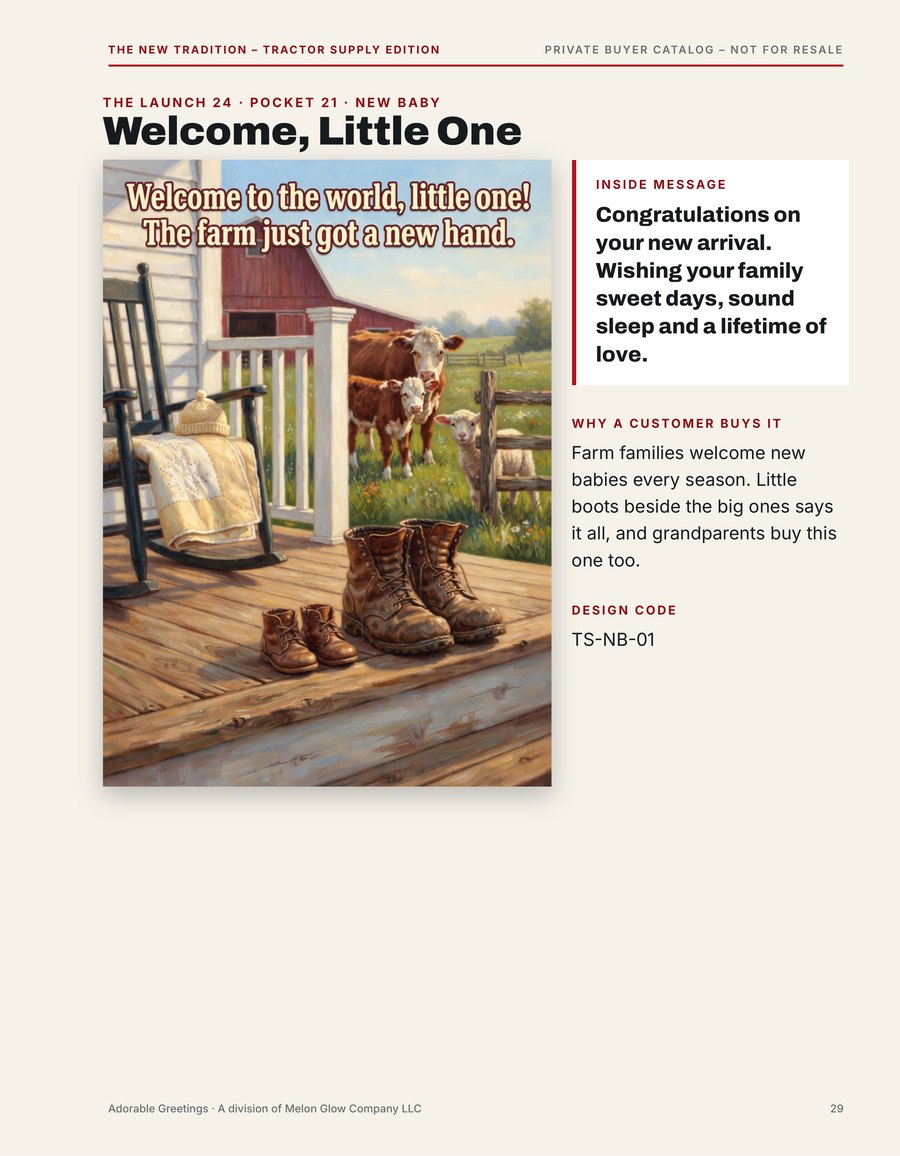 THE NEW TRADITION – TRACTOR SUPPLY EDITION
PRIVATE BUYER CATALOG – NOT FOR RESALE
THE LAUNCH 24 · POCKET 21 · NEW BABY
Welcome, Little One
Welcome to the world, little one!
The farm just got a new hand.
INSIDE MESSAGE
Congratulations on
your new arrival.
Wishing your family
sweet days, sound
sleep and a lifetime of
love.
WHY A CUSTOMER BUYS IT
Farm families welcome new
babies every season. Little
boots beside the big ones says
it all, and grandparents buy this
one too.
DESIGN CODE
TS-NB-01
Adorable Greetings · A division of Melon Glow Company LLC
29